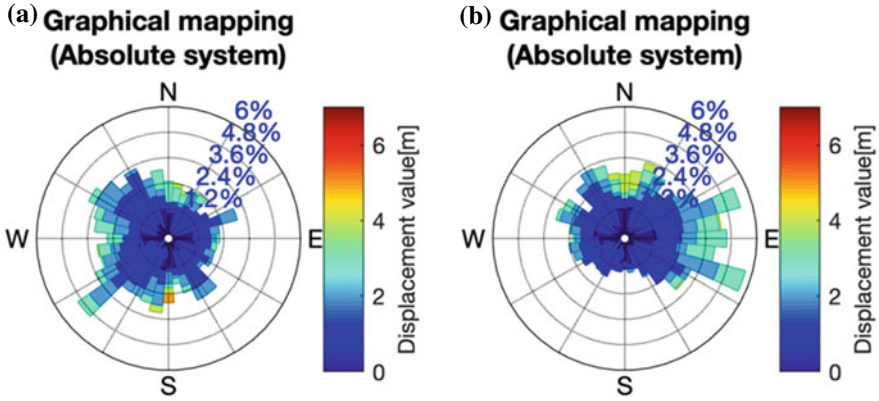 (a) Graphical mapping
(Absolute system)
N
6%
4.8%
3.6%
2.4%
1.2%
W
E
S
6
4
2
0
Displacement value[m]
(b) Graphical mapping
(Absolute system)
N
6%
4.8%
3.6%
2.4%
2%
W
E
S
6
4
2
0
Displacement value[m]